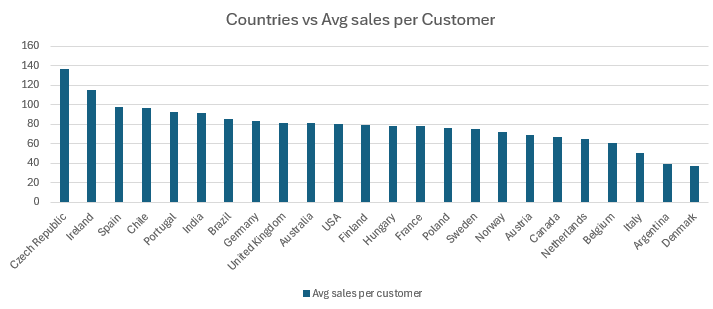 Countries vs Avg sales per Customer
160
140
120
100
80
60
40
20
0
Czech Republic
Ireland
Spain
Chile
Portugal
India
Brazil
Germany
United Kingdom
Australia
USA
Finland
Hungary
France
Poland
Sweden
Norway
Austria
Canada
Netherlands
Belgium
Italy
Argentina
Denmark
Avg sales per customer